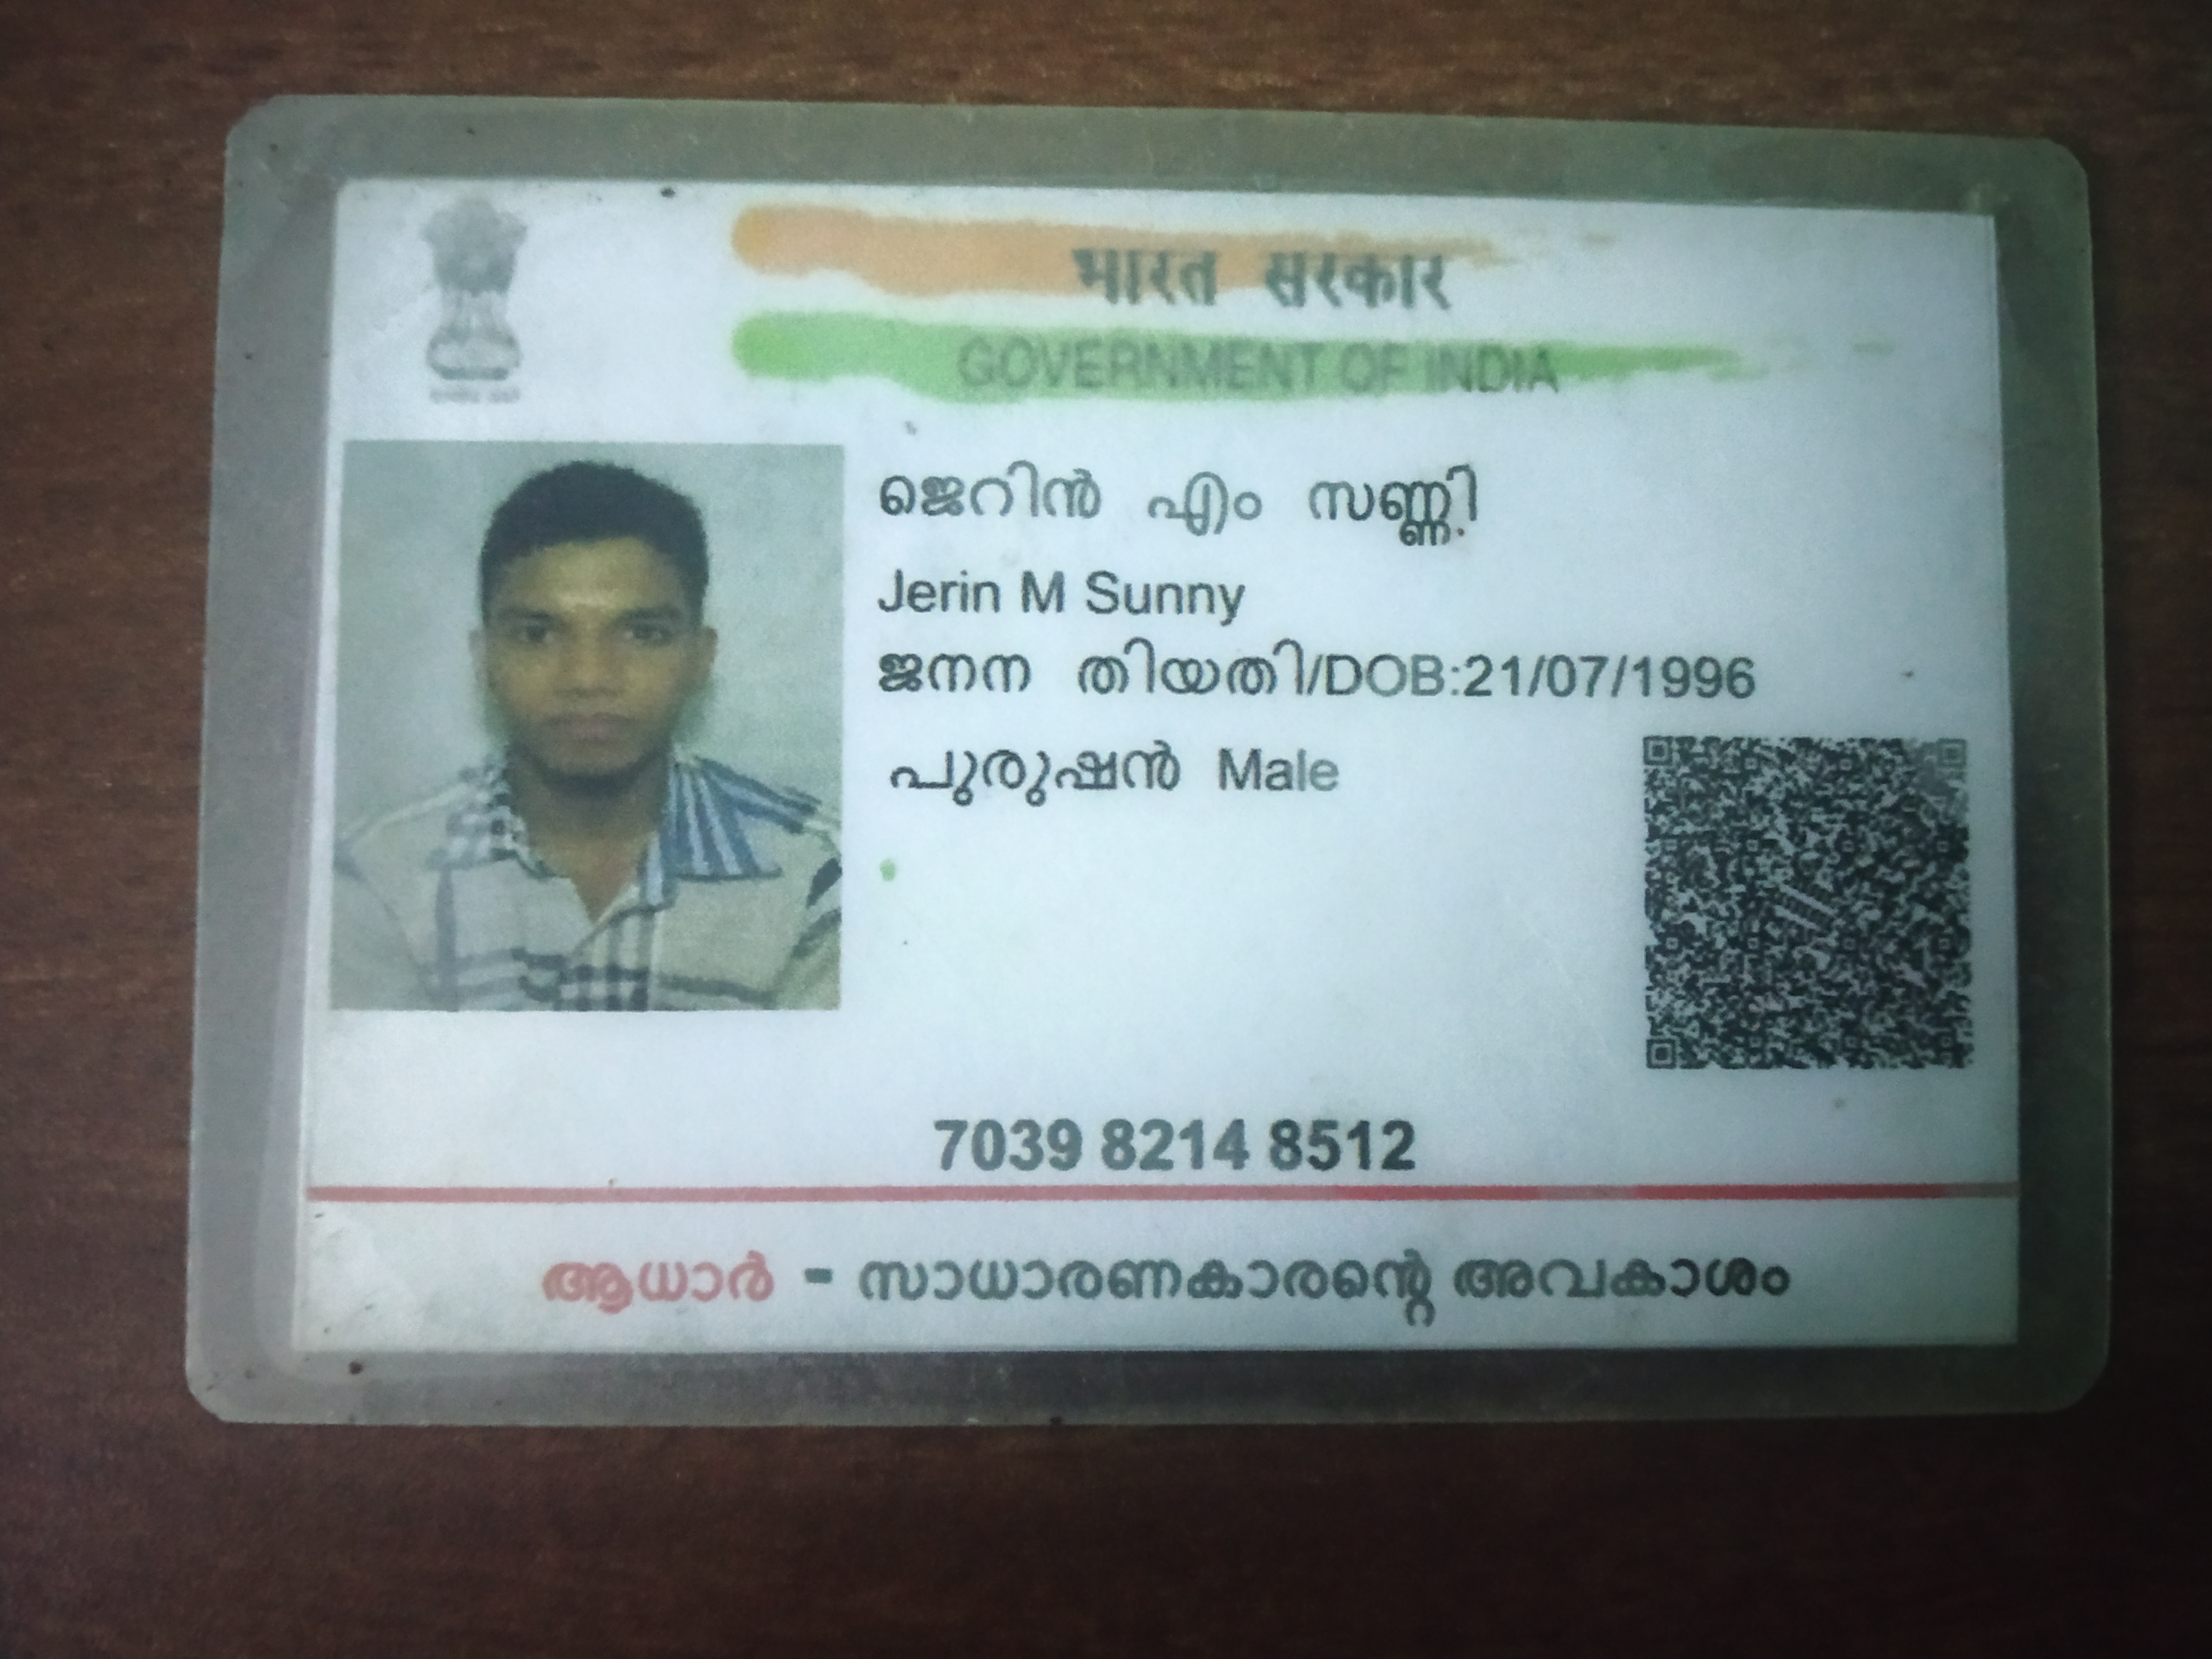 भारत सरकार
GOVERNMENT OF INDIA
ജെറിൻ എം സണ്ണി
Jerin M Sunny
ജനന തിയതി/DOB:21/07/1996
പുരുഷൻ Male
7039 8214 8512
ആധാർ - സാധാരണകാരന്റെ അവകാശം